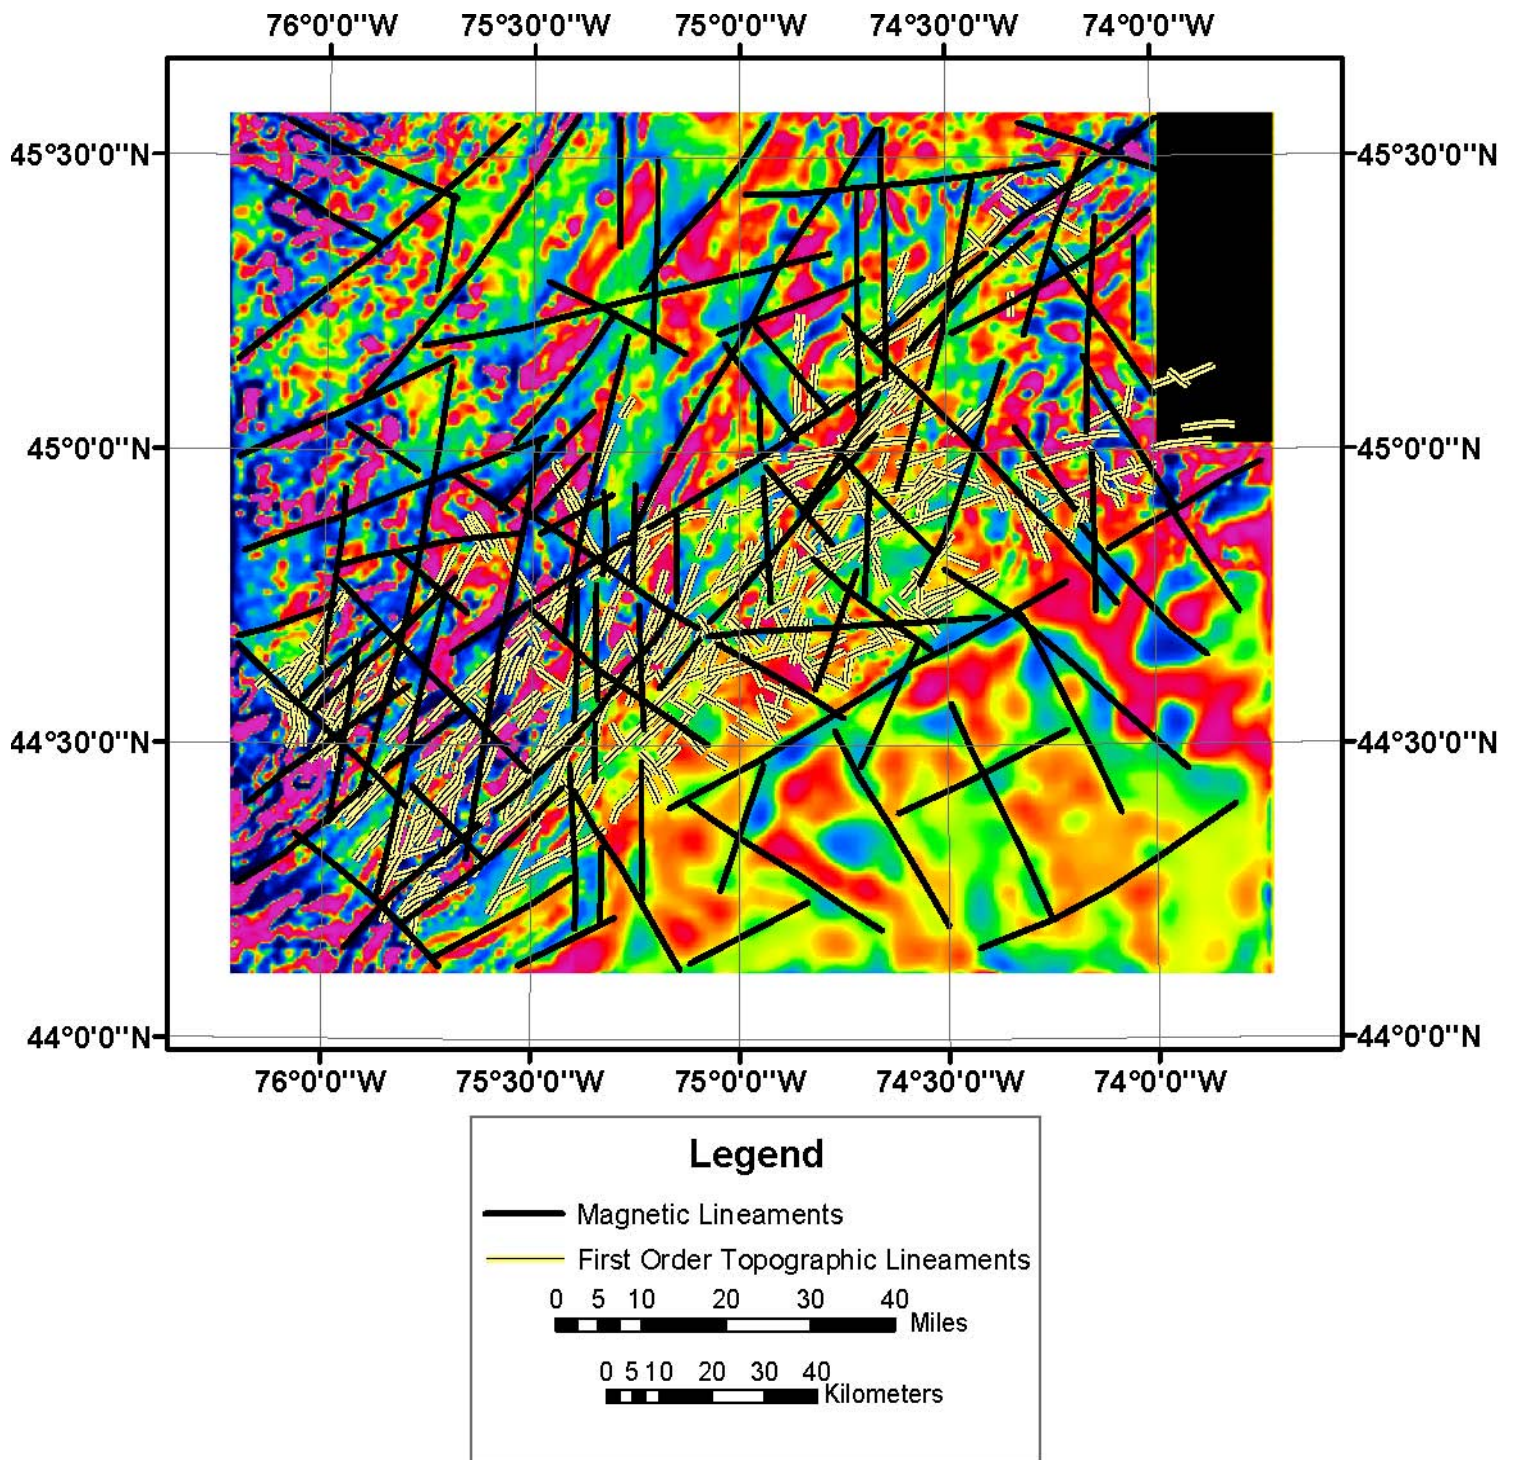 76°0'0"W 75°30'0"W 75°0'0"W 74°30'0"W 74°0'0"W
45°30'0"N 45°30'0"N
45°0'0"N 45°0'0"N
44°30'0"N 44°30'0"N
44°0'0"N 44°0'0"N
76°0'0"W 75°30'0"W 75°0'0"W 74°30'0"W 74°0'0"W
Legend
Magnetic Lineaments
First Order Topographic Lineaments
0 5 10 20 30 40
Miles
0 5 10 20 30 40
Kilometers